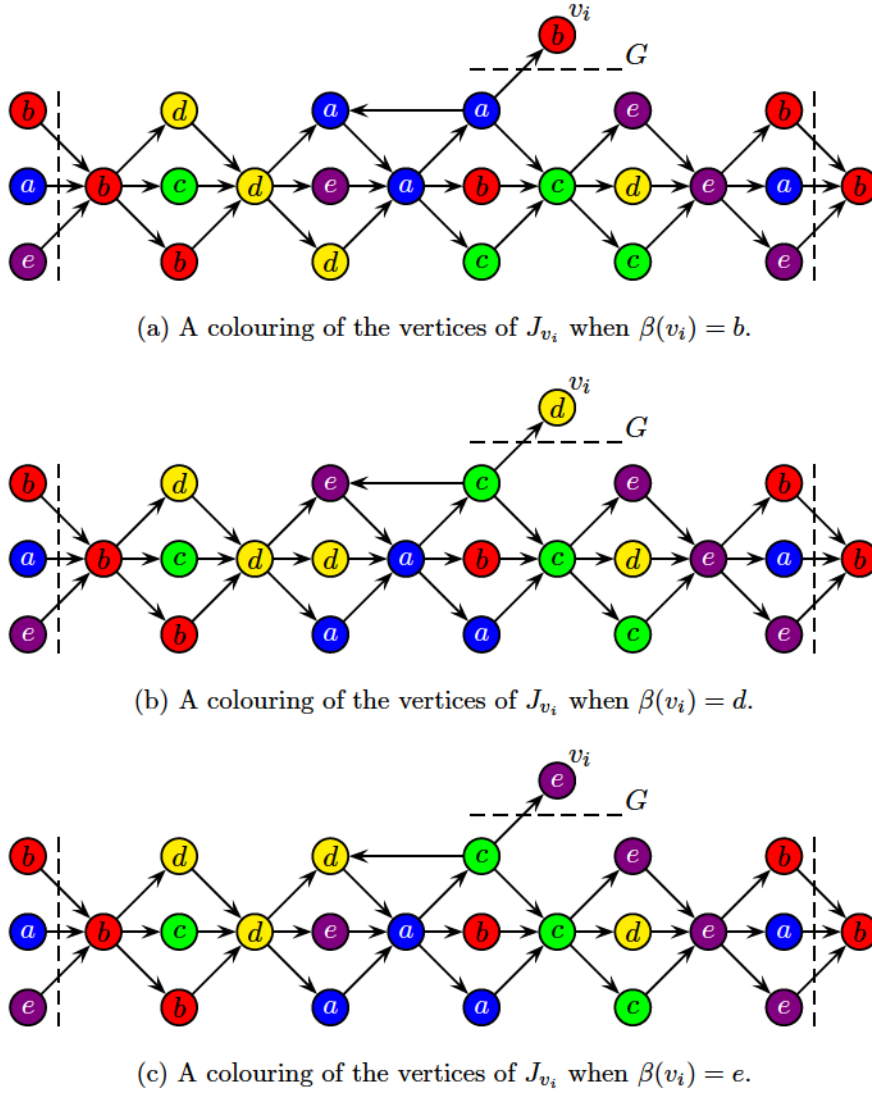 v_i
b
G
b d a a e b
a b c d e a b c d e a b
e b d c c e
(a) A colouring of the vertices of J_{v_i} when β(v_i) = b.
v_i
d
G
b d e c e b
a b c d d a b c d e a b
e b a a c e
(b) A colouring of the vertices of J_{v_i} when β(v_i) = d.
v_i
e
G
b d d c e b
a b c d e a b c d e a b
e b a a c e
(c) A colouring of the vertices of J_{v_i} when β(v_i) = e.